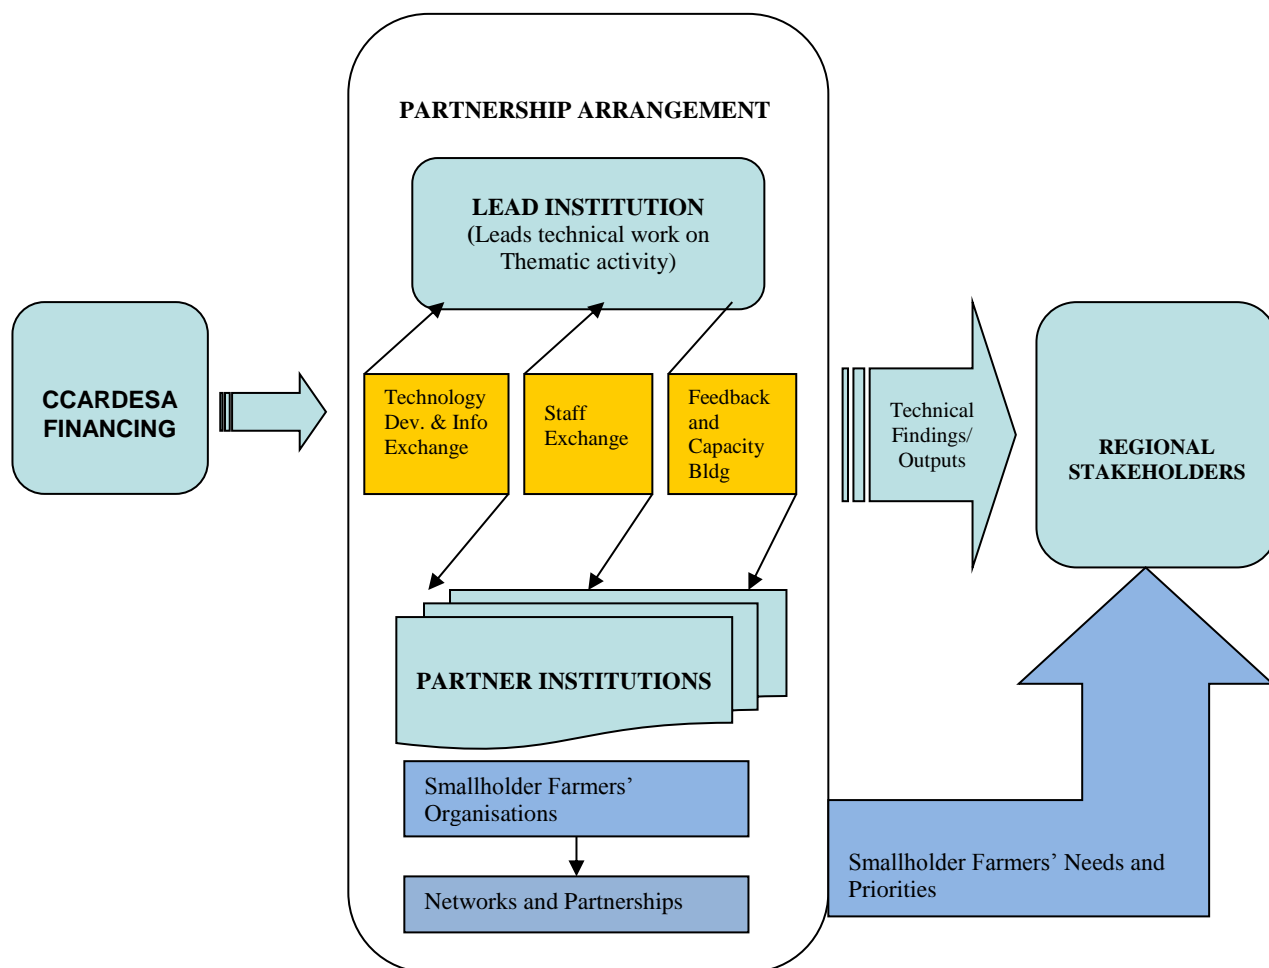 PARTNERSHIP ARRANGEMENT
LEAD INSTITUTION
(Leads technical work on
Thematic activity)
CCARDESA
FINANCING
Technology
Dev. & Info
Exchange
Staff
Exchange
Feedback
and
Capacity
Bldg
Technical
Findings/
Outputs
REGIONAL
STAKEHOLDERS
PARTNER INSTITUTIONS
Smallholder Farmers’
Organisations
Networks and Partnerships
Smallholder Farmers’ Needs and
Priorities